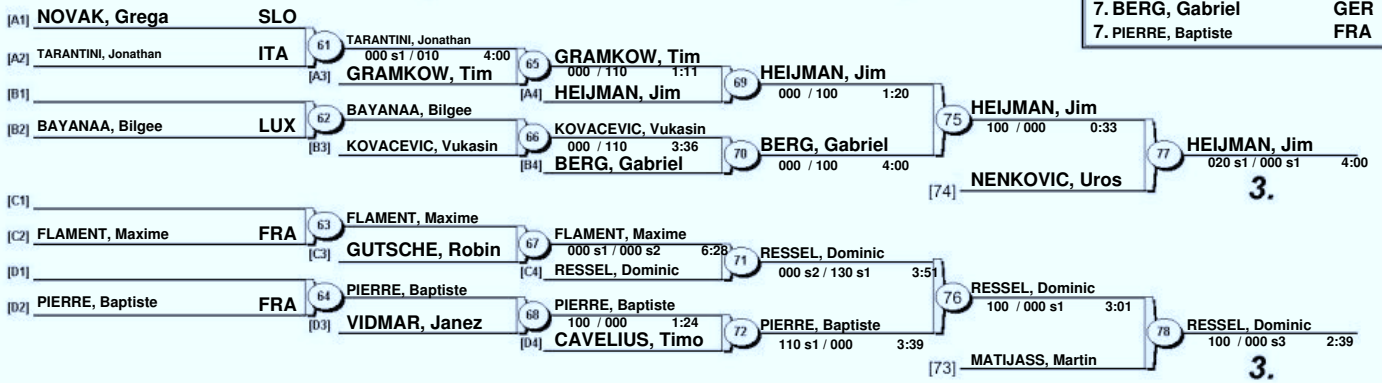 7. BERG, Gabriel GER
7. PIERRE, Baptiste FRA
[A1] NOVAK, Grega SLO
[A2] TARANTINI, Jonathan ITA
61
TARANTINI, Jonathan
000 s1 / 010 4:00
[A3] GRAMKOW, Tim
65
GRAMKOW, Tim
000 / 110 1:11
[A4] HEIJMAN, Jim
69
HEIJMAN, Jim
000 / 100 1:20
[B1]
[B2] BAYANAA, Bilgee LUX
62
BAYANAA, Bilgee
[B3] KOVACEVIC, Vukasin
66
KOVACEVIC, Vukasin
000 / 110 3:36
[B4] BERG, Gabriel
70
BERG, Gabriel
000 / 100 4:00
75
HEIJMAN, Jim
100 / 000 0:33
[74] NENKOVIC, Uros
77
HEIJMAN, Jim
020 s1 / 000 s1 4:00
3.
[C1]
[C2] FLAMENT, Maxime FRA
63
FLAMENT, Maxime
[C3] GUTSCHE, Robin
67
FLAMENT, Maxime
000 s1 / 000 s2 6:28
[C4] RESSEL, Dominic
71
RESSEL, Dominic
000 s2 / 130 s1 3:51
[D1]
[D2] PIERRE, Baptiste FRA
64
PIERRE, Baptiste
[D3] VIDMAR, Janez
68
PIERRE, Baptiste
100 / 000 1:24
[D4] CAVELIUS, Timo
72
PIERRE, Baptiste
110 s1 / 000 3:39
76
RESSEL, Dominic
100 / 000 s1 3:01
[73] MATIJASS, Martin
78
RESSEL, Dominic
100 / 000 s3 2:39
3.